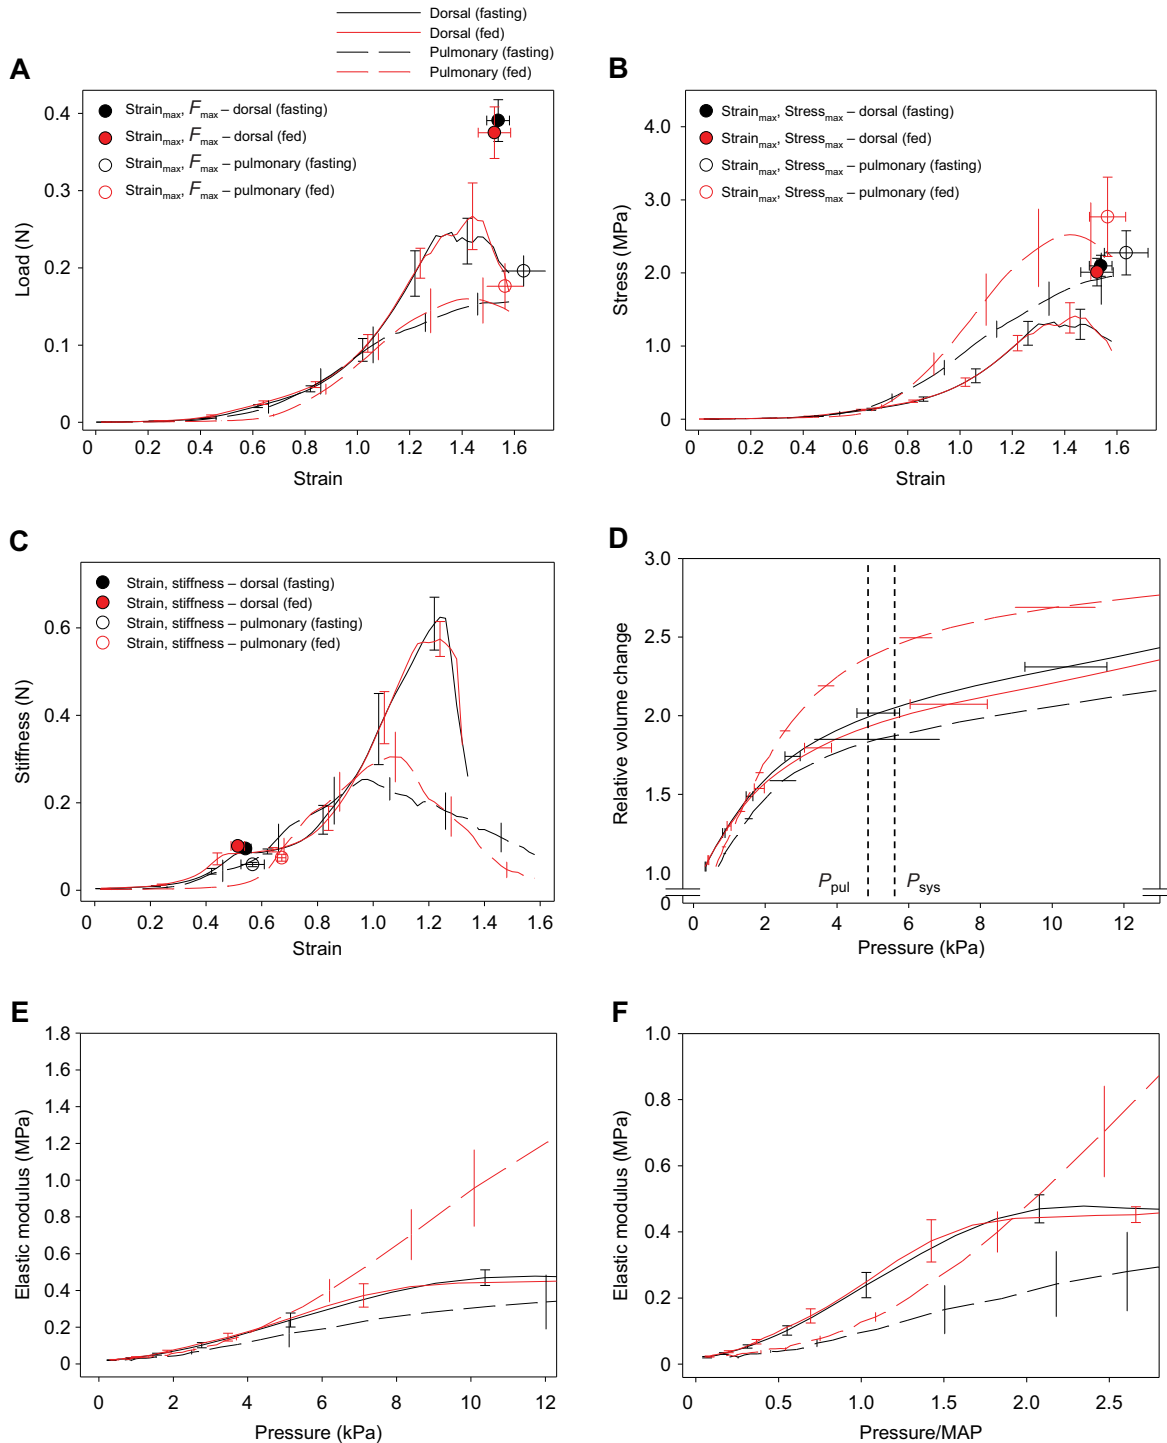 Dorsal (fasting)
Dorsal (fed)
Pulmonary (fasting)
Pulmonary (fed)
A
Strainmax, Fmax – dorsal (fasting)
Strainmax, Fmax – dorsal (fed)
Strainmax, Fmax – pulmonary (fasting)
Strainmax, Fmax – pulmonary (fed)
Load (N)
0.4
0.3
0.2
0.1
0
0 0.2 0.4 0.6 0.8 1.0 1.2 1.4 1.6
Strain
B
Strainmax, Stressmax – dorsal (fasting)
Strainmax, Stressmax – dorsal (fed)
Strainmax, Stressmax – pulmonary (fasting)
Strainmax, Stressmax – pulmonary (fed)
Stress (MPa)
4.0
3.0
2.0
1.0
0
0 0.2 0.4 0.6 0.8 1.0 1.2 1.4 1.6
Strain
C
Strain, stiffness – dorsal (fasting)
Strain, stiffness – dorsal (fed)
Strain, stiffness – pulmonary (fasting)
Strain, stiffness – pulmonary (fed)
Stiffness (N)
0.6
0.4
0.2
0
0 0.2 0.4 0.6 0.8 1.0 1.2 1.4 1.6
Strain
D
Relative volume change
3.0
2.5
2.0
1.5
1.0
0
Ppul
Psys
0 2 4 6 8 10 12
Pressure (kPa)
E
Elastic modulus (MPa)
1.8
1.6
1.4
1.2
1.0
0.8
0.6
0.4
0.2
0
0 2 4 6 8 10 12
Pressure (kPa)
F
Elastic modulus (MPa)
1.0
0.8
0.6
0.4
0.2
0
0 0.5 1.0 1.5 2.0 2.5
Pressure/MAP